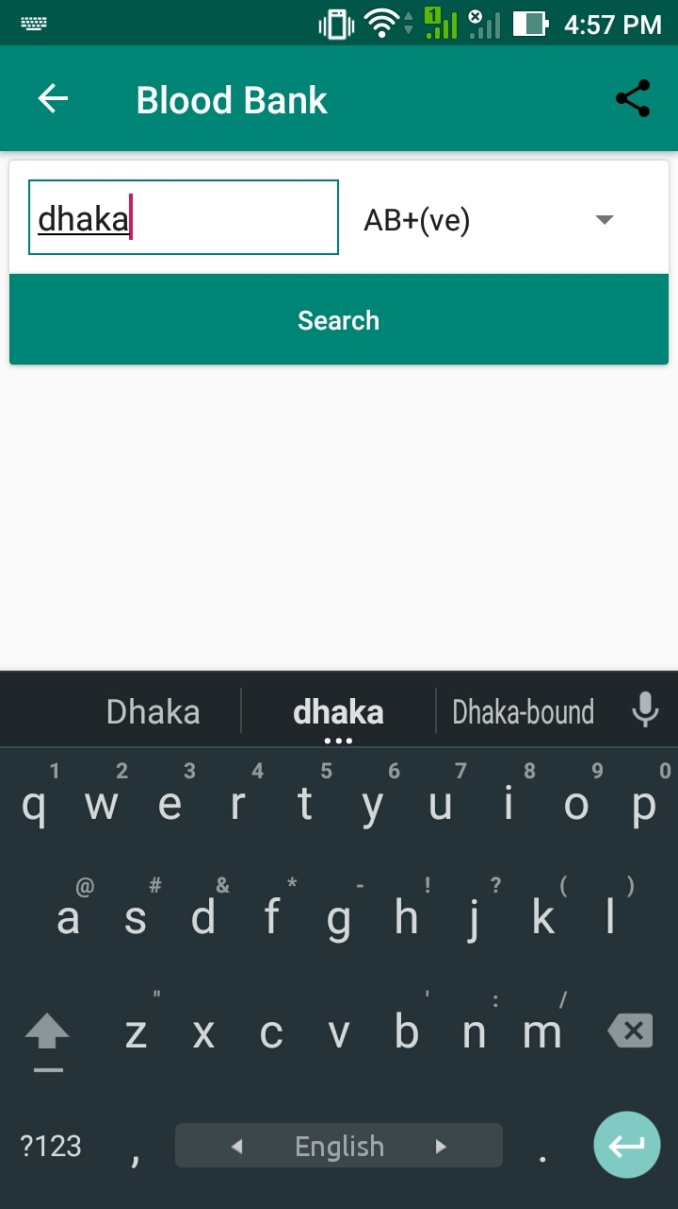 1
4:57 PM
Blood Bank
dhaka AB+(ve)
Search
Dhaka dhaka Dhaka-bound
1 2 3 4 5 6 7 8 9 0
q w e r t y u i o p
@ # & * - ! ? ( )
a s d f g h j k l
" ' : /
z x c v b n m
?123 , English .